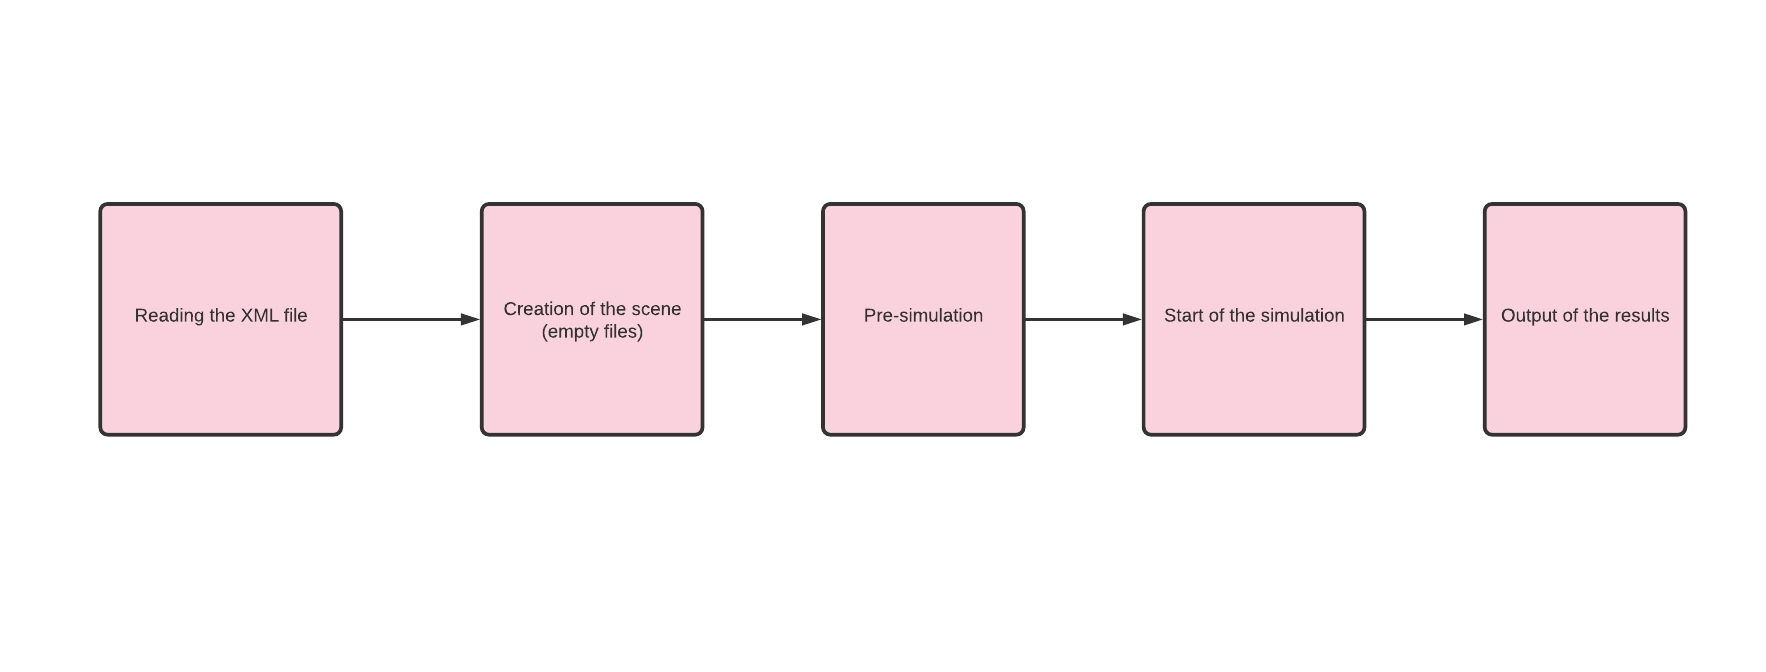 Reading the XML file
Creation of the scene
(empty files)
Pre-simulation
Start of the simulation
Output of the results